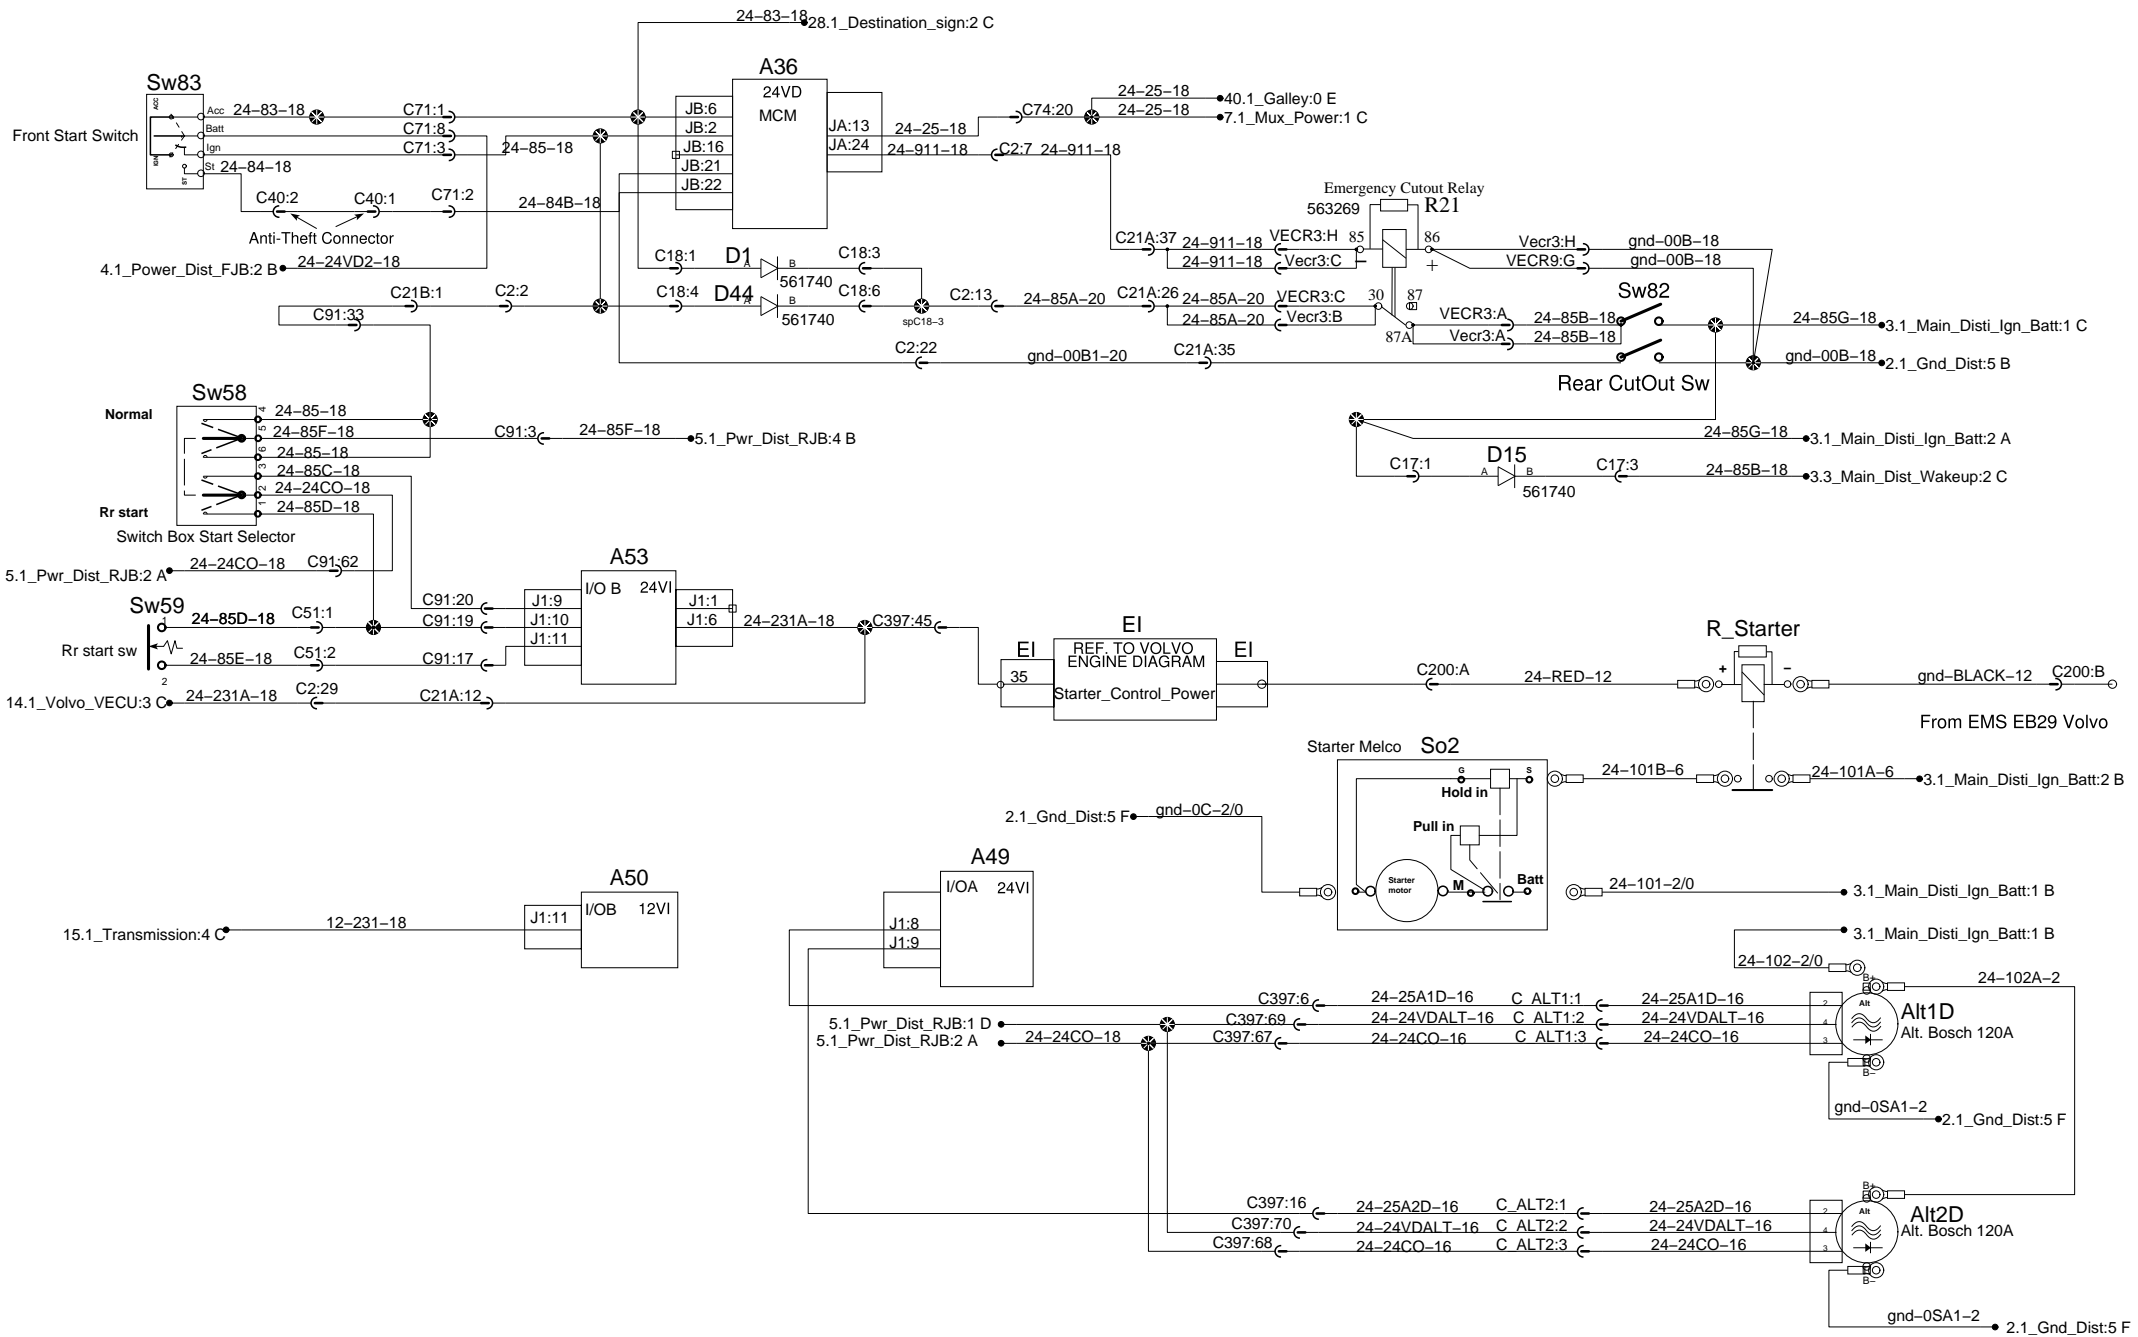 24-83-18 28.1_Destination_sign:2 C
Sw83
A36
24VD
MCM
ACC
IGN
ST
Acc
Batt
Ign
St
Front Start Switch
24-83-18
C71:1
C71:8
C71:3
24-85-18
24-84-18
JB:6
JB:2
JB:16
JB:21
JB:22
JA:13
JA:24
24-25-18
24-911-18
C74:20
24-25-18
24-25-18
40.1_Galley:0 E
7.1_Mux_Power:1 C
C2:7
24-911-18
C40:2
C40:1
C71:2
24-84B-18
Anti-Theft Connector
4.1_Power_Dist_FJB:2 B
24-24VD2-18
Emergency Cutout Relay
563269
R21
C21A:37
24-911-18
VECR3:H
85
86
Vecr3:H
gnd-00B-18
24-911-18
Vecr3:C
−
+
VECR9:G
gnd-00B-18
C18:1
D1
A
B
C18:3
561740
C21B:1
C2:2
C18:4
D44
A
B
C18:6
561740
spC18-3
C2:13
24-85A-20
C21A:26
24-85A-20
VECR3:C
30
87
24-85A-20
Vecr3:B
87A
VECR3:A
24-85B-18
Vecr3:A
24-85B-18
Sw82
24-85G-18
3.1_Main_Disti_Ign_Batt:1 C
C91:33
C2:22
gnd-00B1-20
C21A:35
gnd-00B-18
2.1_Gnd_Dist:5 B
Rear CutOut Sw
Sw58
Normal
Rr start
4
5
6
3
2
1
24-85-18
24-85F-18
C91:3
24-85F-18
5.1_Pwr_Dist_RJB:4 B
24-85-18
24-85C-18
24-24CO-18
24-85D-18
Switch Box Start Selector
24-85G-18
3.1_Main_Disti_Ign_Batt:2 A
C17:1
D15
A
B
561740
C17:3
24-85B-18
3.3_Main_Dist_Wakeup:2 C
5.1_Pwr_Dist_RJB:2 A
24-24CO-18
C91:62
A53
I/O B
24VI
Sw59
1
2
Rr start sw
24-85D-18
C51:1
24-85E-18
C51:2
C91:20
C91:19
C91:17
J1:9
J1:10
J1:11
J1:1
J1:6
24-231A-18
C397:45
14.1_Volvo_VECU:3 C
24-231A-18
C2:29
C21A:12
EI
EI
EI
35
REF. TO VOLVO
ENGINE DIAGRAM
Starter_Control_Power
C200:A
24-RED-12
R_Starter
+
−
gnd-BLACK-12
C200:B
From EMS EB29 Volvo
Starter Melco
So2
G
S
Hold in
Pull in
Starter
motor
M
Batt
24-101B-6
24-101A-6
3.1_Main_Disti_Ign_Batt:2 B
2.1_Gnd_Dist:5 F
gnd-0C-2/0
24-101-2/0
3.1_Main_Disti_Ign_Batt:1 B
3.1_Main_Disti_Ign_Batt:1 B
24-102-2/0
A50
I/OB
12VI
J1:11
15.1_Transmission:4 C
12-231-18
A49
I/OA
24VI
J1:8
J1:9
B+
24-102A-2
C397:6
24-25A1D-16
C_ALT1:1
24-25A1D-16
2
Alt
Alt1D
Alt. Bosch 120A
5.1_Pwr_Dist_RJB:1 D
C397:69
24-24VDALT-16
C_ALT1:2
24-24VDALT-16
4
5.1_Pwr_Dist_RJB:2 A
24-24CO-18
C397:67
24-24CO-16
C_ALT1:3
24-24CO-16
3
B−
gnd-0SA1-2
2.1_Gnd_Dist:5 F
B+
C397:16
24-25A2D-16
C_ALT2:1
24-25A2D-16
2
Alt
Alt2D
Alt. Bosch 120A
C397:70
24-24VDALT-16
C_ALT2:2
24-24VDALT-16
4
C397:68
24-24CO-16
C_ALT2:3
24-24CO-16
3
B−
gnd-0SA1-2
2.1_Gnd_Dist:5 F